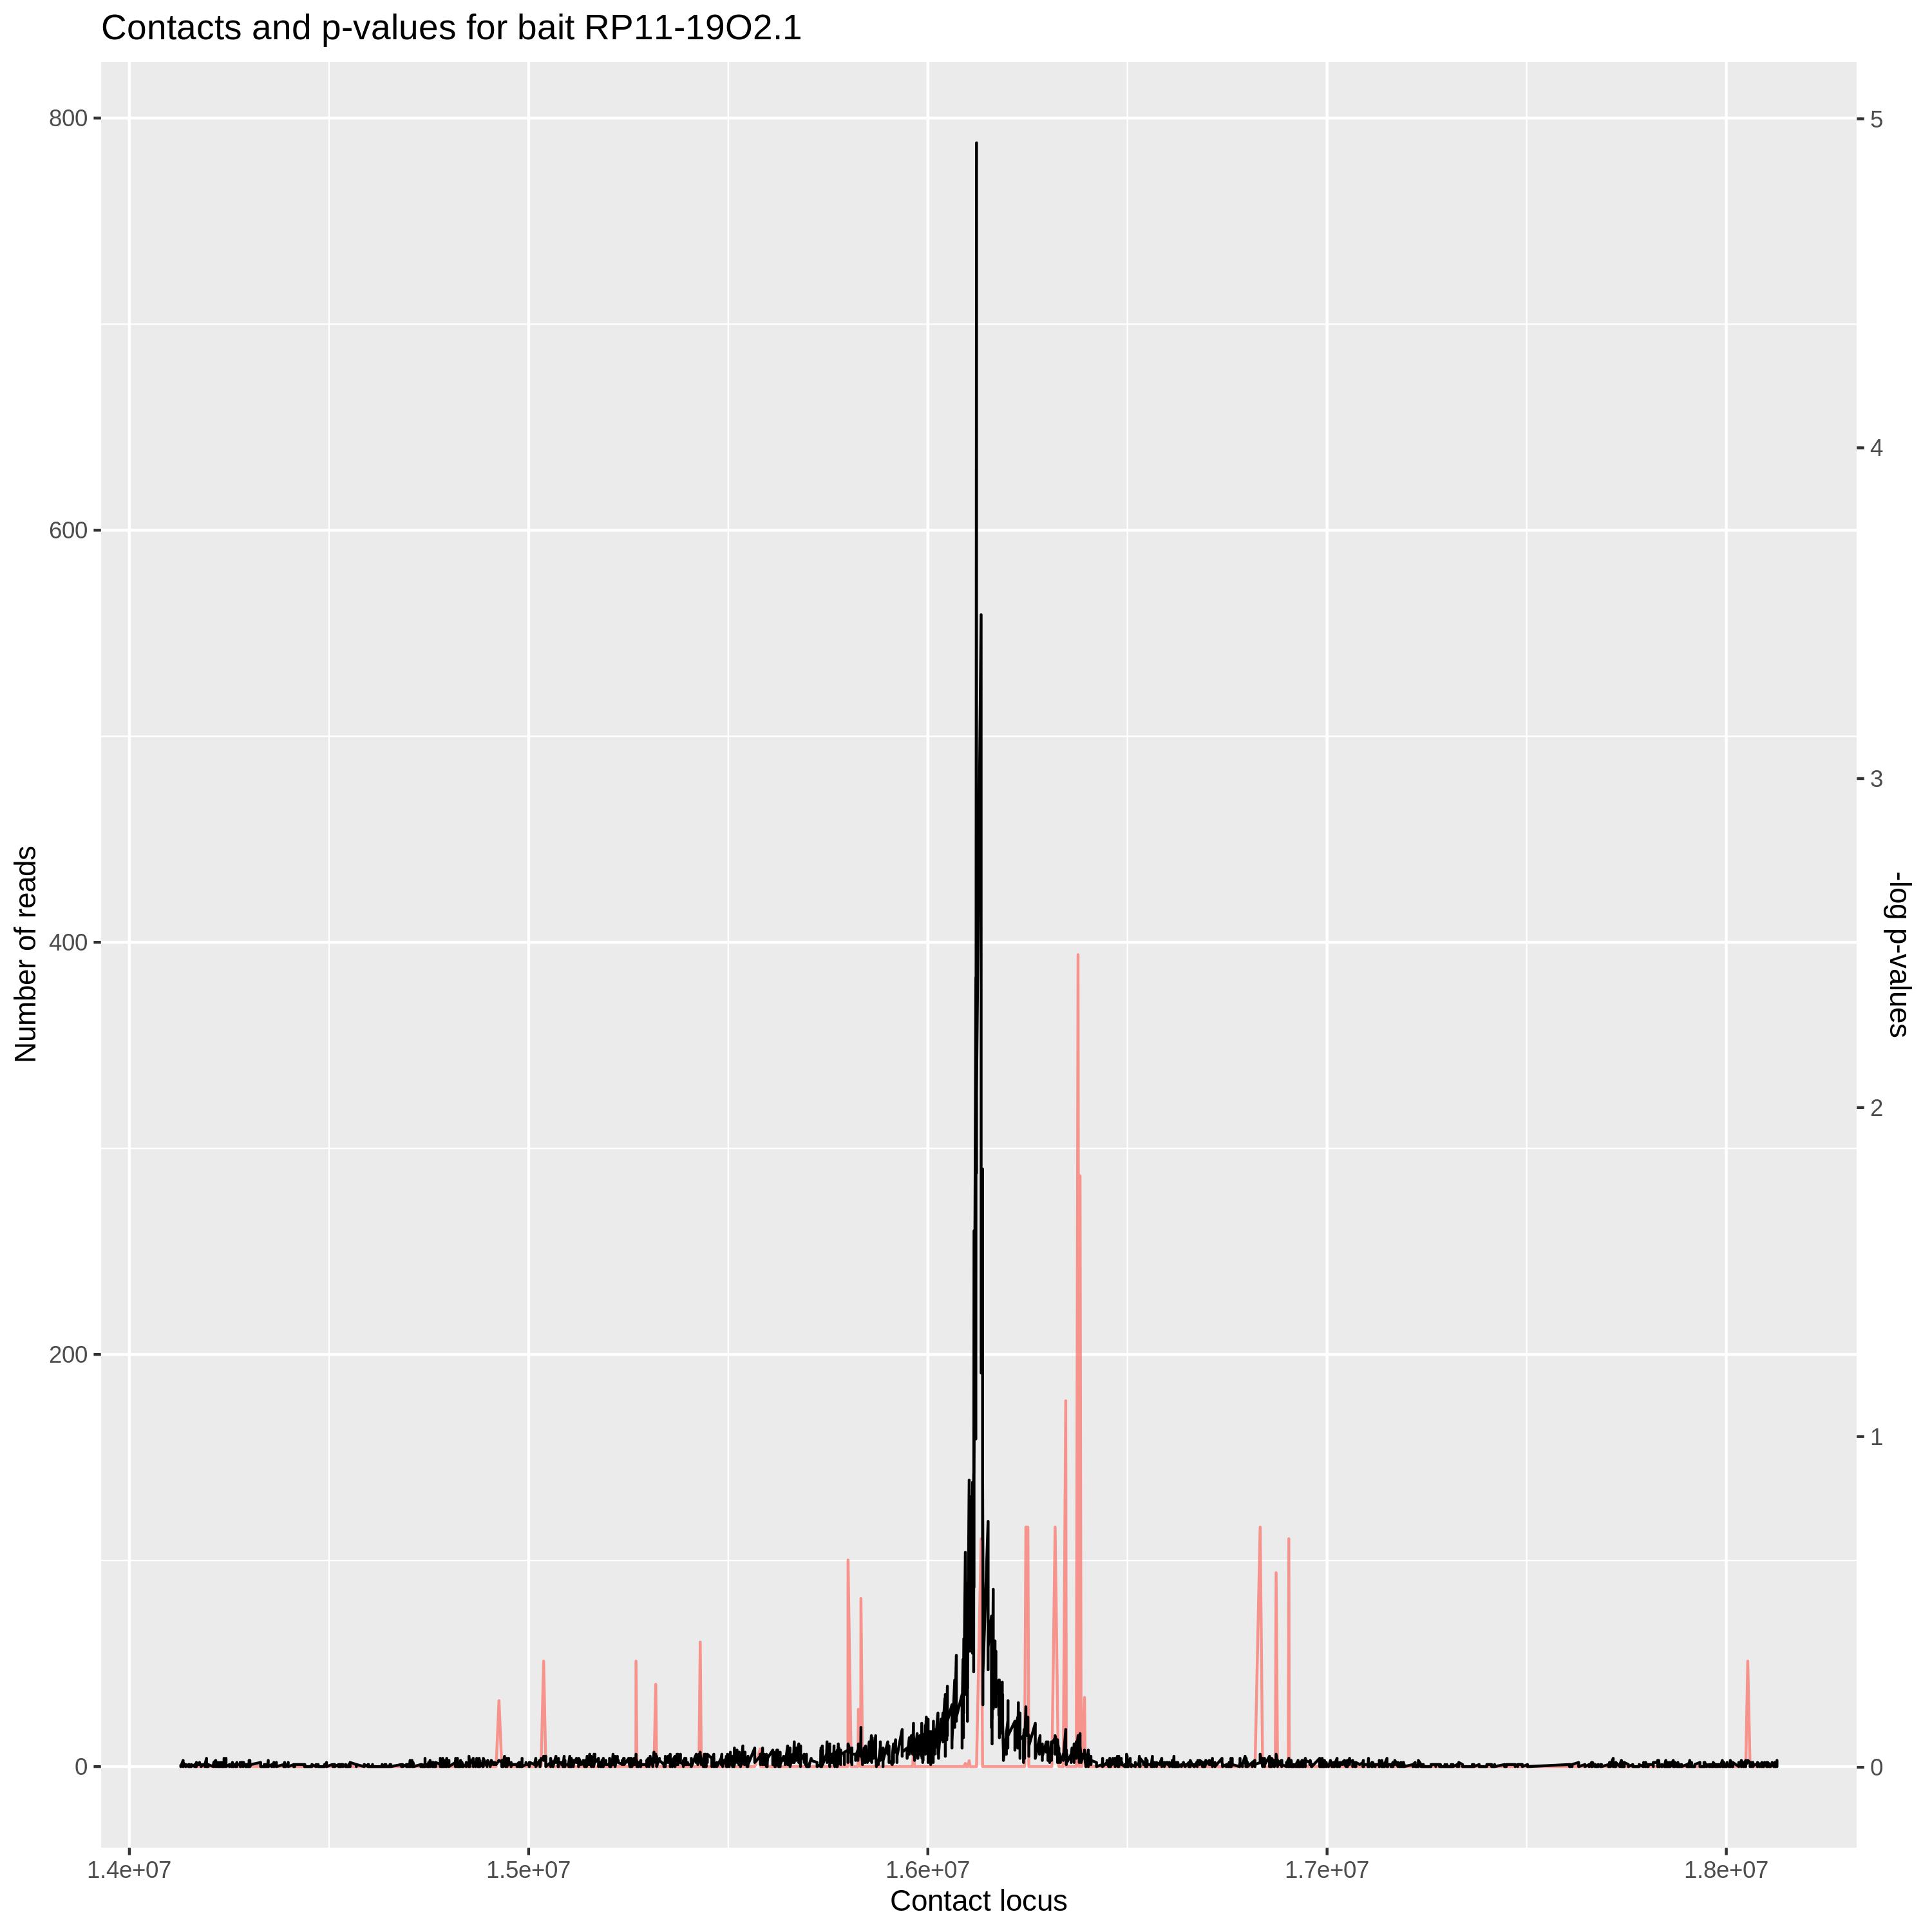 Contacts and p-values for bait RP11-19O2.1
800
600
400
200
0
Number of reads
5
4
3
2
1
0
-log p-values
1.4e+07
1.5e+07
1.6e+07
1.7e+07
1.8e+07
Contact locus